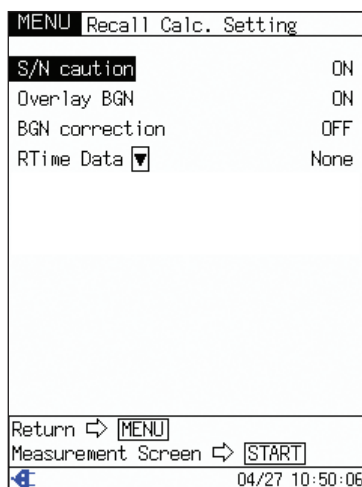 MENU Recall Calc. Setting
S/N caution ON
Overlay BGN ON
BGN correction OFF
RTime Data ▼ None
Return ⇨ MENU
Measurement Screen ⇨ START
04/27 10:50:06